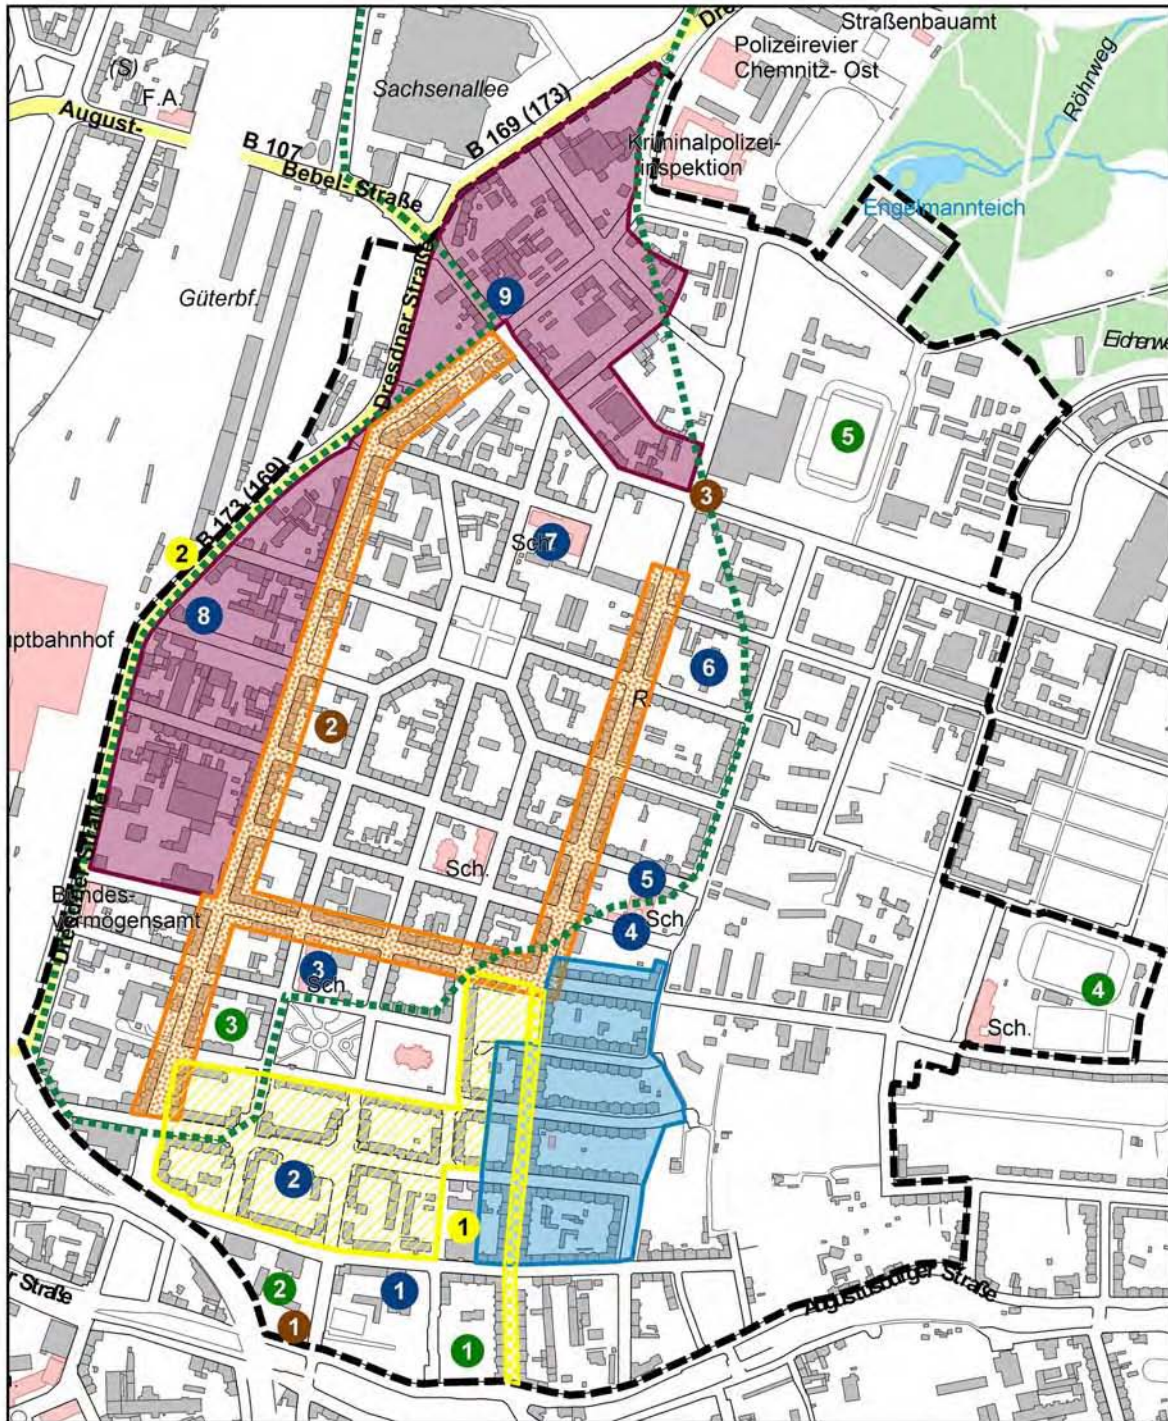 Straßenbauamt
Polizeirevier
Chemnitz- Ost
(S)
F.A.
Sachsenallee
August-
B 107
Bebel- Straße
B 169 (173)
Kriminalpolizei-
inspektion
Röhrweg
Engelmannteich
Güterbf.
Dresdner Straße
9
Eichenwe
5
B 173 (169)
2
3
Sch.
7
8
uptbahnhof
6
R.
2
Sch.
5
Bundes-
vermögensamt
Dresdner Straße
Sch.
4
3
Sch.
3
4
Sch.
2
1
r Straße
2
1
1
1
Augustusburger Straße